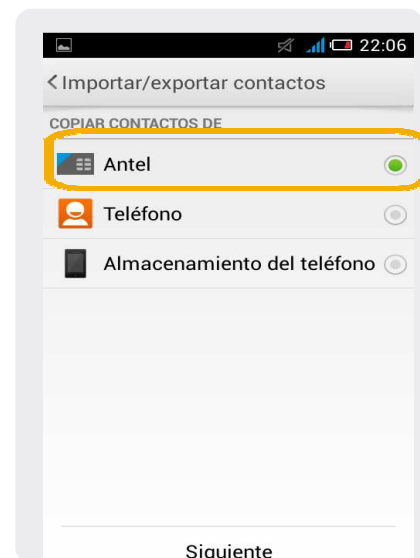 22:06
Importar/exportar contactos
COPIAR CONTACTOS DE
Antel
Teléfono
Almacenamiento del teléfono
Siguiente